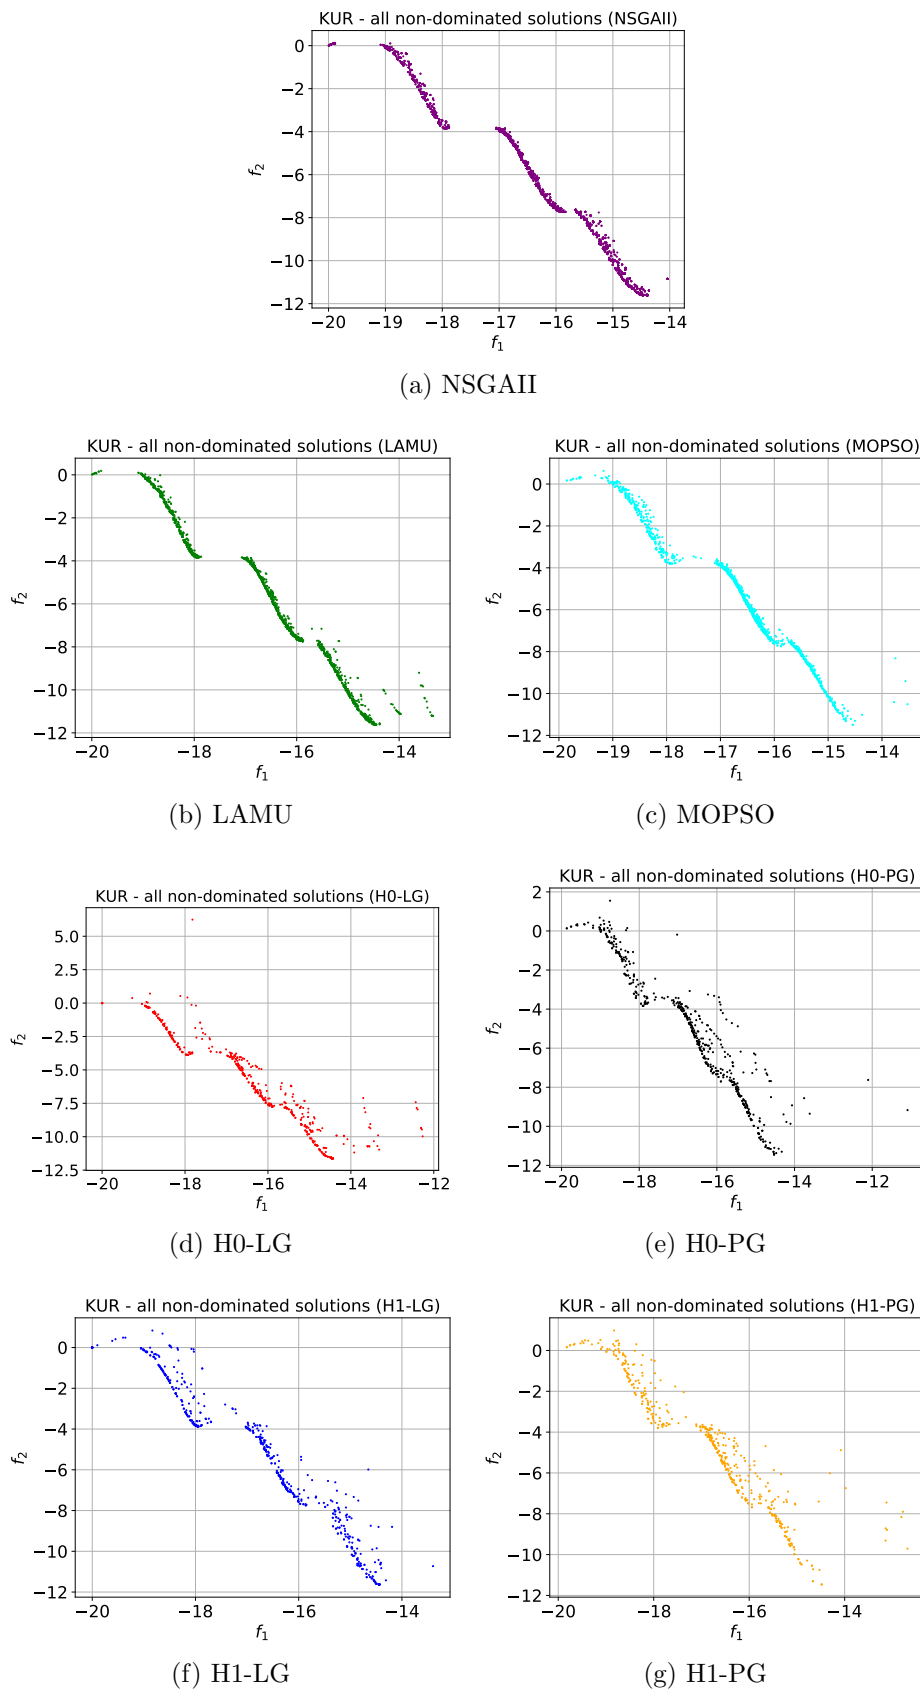 KUR - all non-dominated solutions (NSGAII)
0
−2
−4
−6
−8
−10
−12
f2
−20 −19 −18 −17 −16 −15 −14
f1
(a) NSGAII
KUR - all non-dominated solutions (LAMU)
0
−2
−4
−6
−8
−10
−12
f2
−20 −18 −16 −14
f1
(b) LAMU
KUR - all non-dominated solutions (MOPSO)
0
−2
−4
−6
−8
−10
−12
f2
−20 −19 −18 −17 −16 −15 −14
f1
(c) MOPSO
KUR - all non-dominated solutions (H0-LG)
5.0
2.5
0.0
−2.5
−5.0
−7.5
−10.0
−12.5
f2
−20 −18 −16 −14 −12
f1
(d) H0-LG
KUR - all non-dominated solutions (H0-PG)
2
0
−2
−4
−6
−8
−10
−12
f2
−20 −18 −16 −14 −12
f1
(e) H0-PG
KUR - all non-dominated solutions (H1-LG)
0
−2
−4
−6
−8
−10
−12
f2
−20 −18 −16 −14
f1
(f) H1-LG
KUR - all non-dominated solutions (H1-PG)
0
−2
−4
−6
−8
−10
−12
f2
−20 −18 −16 −14
f1
(g) H1-PG